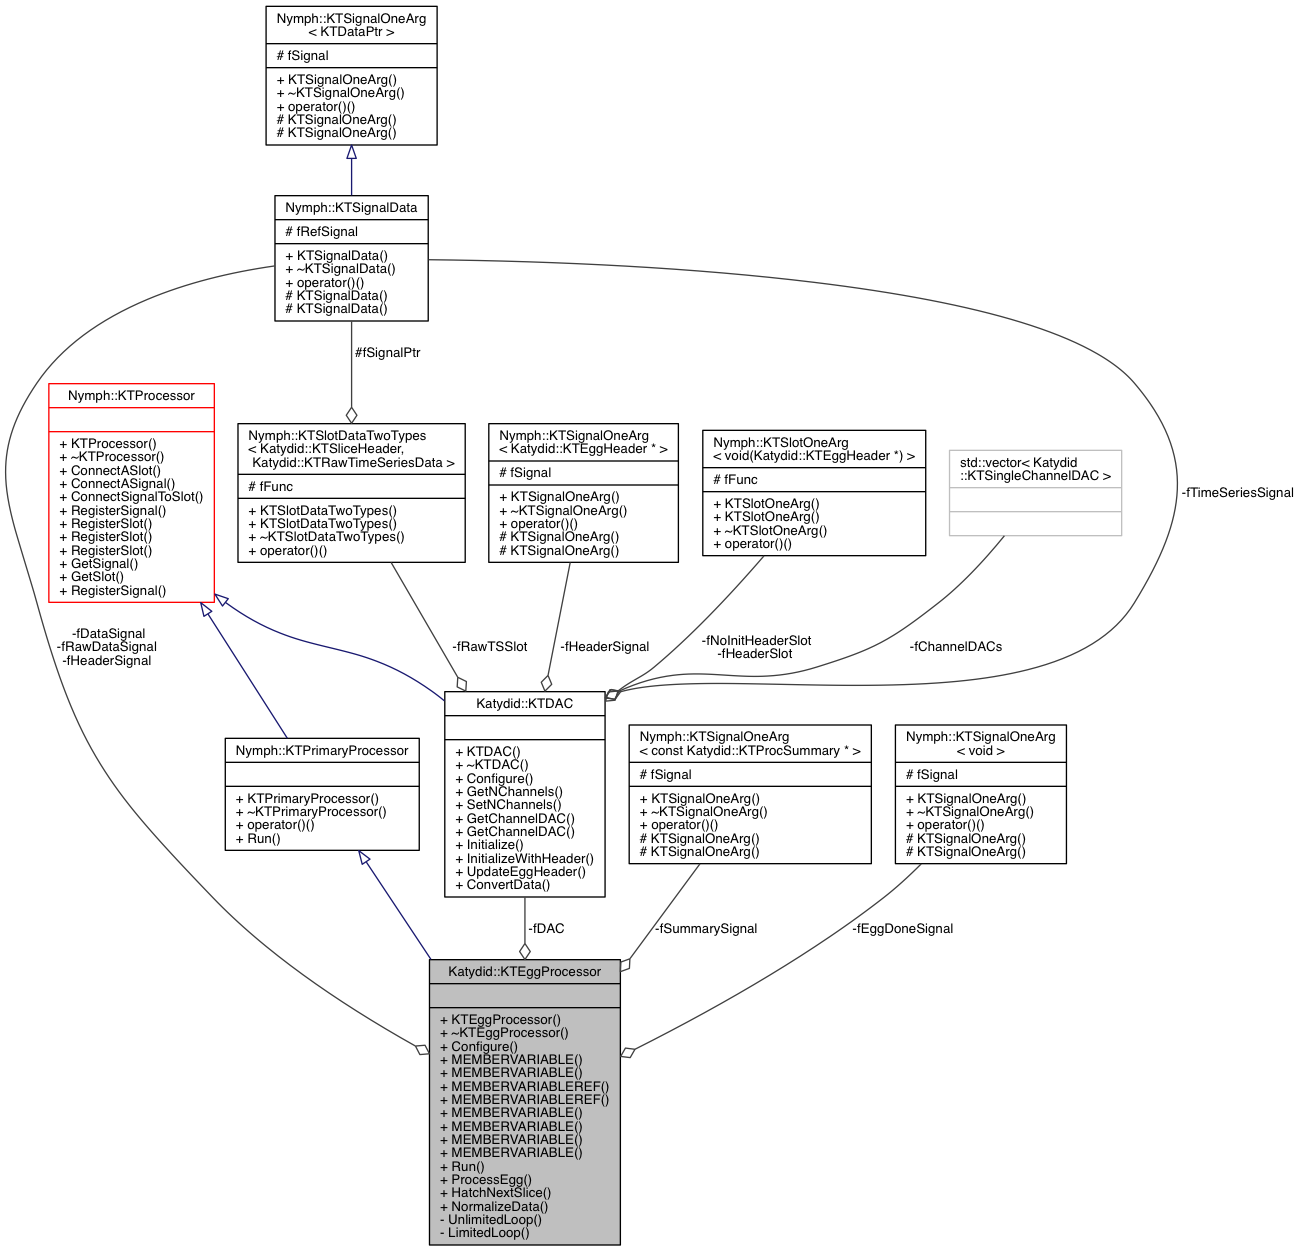 Nymph::KTSignalOneArg
< KTDataPtr >
# fSignal
+ KTSignalOneArg()
+ ~KTSignalOneArg()
+ operator()()
# KTSignalOneArg()
# KTSignalOneArg()
Nymph::KTSignalData
# fRefSignal
+ KTSignalData()
+ ~KTSignalData()
+ operator()()
# KTSignalData()
# KTSignalData()
#fSignalPtr
Nymph::KTProcessor
+ KTProcessor()
+ ~KTProcessor()
+ ConnectASlot()
+ ConnectASignal()
+ ConnectSignalToSlot()
+ RegisterSignal()
+ RegisterSlot()
+ RegisterSlot()
+ RegisterSlot()
+ GetSignal()
+ GetSlot()
+ RegisterSignal()
Nymph::KTSlotDataTwoTypes
< Katydid::KTSliceHeader,
Katydid::KTRawTimeSeriesData >
# fFunc
+ KTSlotDataTwoTypes()
+ KTSlotDataTwoTypes()
+ ~KTSlotDataTwoTypes()
+ operator()()
Nymph::KTSignalOneArg
< Katydid::KTEggHeader * >
# fSignal
+ KTSignalOneArg()
+ ~KTSignalOneArg()
+ operator()()
# KTSignalOneArg()
# KTSignalOneArg()
Nymph::KTSlotOneArg
< void(Katydid::KTEggHeader *) >
# fFunc
+ KTSlotOneArg()
+ KTSlotOneArg()
+ ~KTSlotOneArg()
+ operator()()
std::vector< Katydid
::KTSingleChannelDAC >
-fTimeSeriesSignal
-fDataSignal
-fRawDataSignal
-fHeaderSignal
-fRawTSSlot
-fHeaderSignal
-fNoInitHeaderSlot
-fHeaderSlot
-fChannelDACs
Katydid::KTDAC
+ KTDAC()
+ ~KTDAC()
+ Configure()
+ GetNChannels()
+ SetNChannels()
+ GetChannelDAC()
+ GetChannelDAC()
+ Initialize()
+ InitializeWithHeader()
+ UpdateEggHeader()
+ ConvertData()
Nymph::KTPrimaryProcessor
+ KTPrimaryProcessor()
+ ~KTPrimaryProcessor()
+ operator()()
+ Run()
Nymph::KTSignalOneArg
< const Katydid::KTProcSummary * >
# fSignal
+ KTSignalOneArg()
+ ~KTSignalOneArg()
+ operator()()
# KTSignalOneArg()
# KTSignalOneArg()
Nymph::KTSignalOneArg
< void >
# fSignal
+ KTSignalOneArg()
+ ~KTSignalOneArg()
+ operator()()
# KTSignalOneArg()
# KTSignalOneArg()
-fDAC
-fSummarySignal
-fEggDoneSignal
Katydid::KTEggProcessor
+ KTEggProcessor()
+ ~KTEggProcessor()
+ Configure()
+ MEMBERVARIABLE()
+ MEMBERVARIABLE()
+ MEMBERVARIABLEREF()
+ MEMBERVARIABLEREF()
+ MEMBERVARIABLE()
+ MEMBERVARIABLE()
+ MEMBERVARIABLE()
+ MEMBERVARIABLE()
+ Run()
+ ProcessEgg()
+ HatchNextSlice()
+ NormalizeData()
- UnlimitedLoop()
- LimitedLoop()